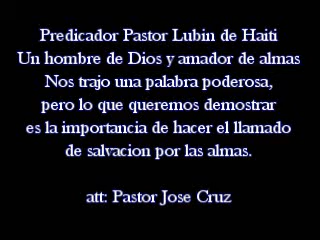 Predicador Pastor Lubin de Haiti
Un hombre de Dios y amador de almas
Nos trajo una palabra poderosa,
pero lo que queremos demostrar
es la importancia de hacer el llamado
de salvacion por las almas.
att: Pastor Jose Cruz